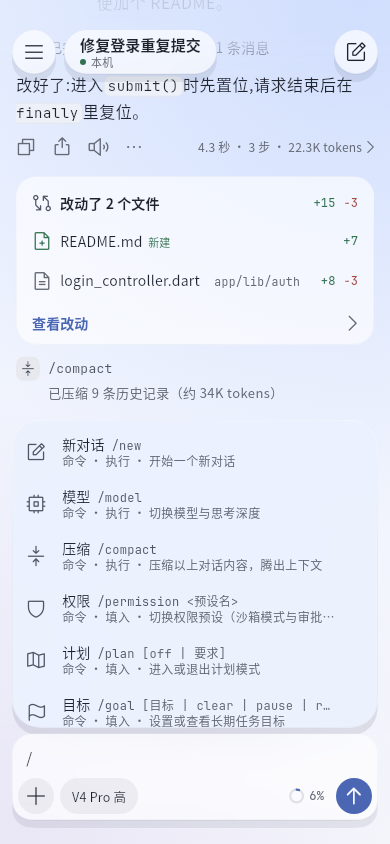 使加个 README。
修复登录重复提交
本机
1 条消息
改好了:进入 submit() 时先置位,请求结束后在
finally 里复位。
4.3 秒 · 3 步 · 22.3K tokens
改动了 2 个文件 +15 -3
README.md 新建 +7
login_controller.dart app/lib/auth +8 -3
查看改动
/compact
已压缩 9 条历史记录（约 34K tokens）
新对话 /new
命令 · 执行 · 开始一个新对话
模型 /model
命令 · 执行 · 切换模型与思考深度
压缩 /compact
命令 · 执行 · 压缩以上对话内容，腾出上下文
权限 /permission <预设名>
命令 · 填入 · 切换权限预设（沙箱模式与审批…
计划 /plan [off | 要求]
命令 · 填入 · 进入或退出计划模式
目标 /goal [目标 | clear | pause | r…
命令 · 填入 · 设置或查看长期任务目标
/
V4 Pro 高
6%